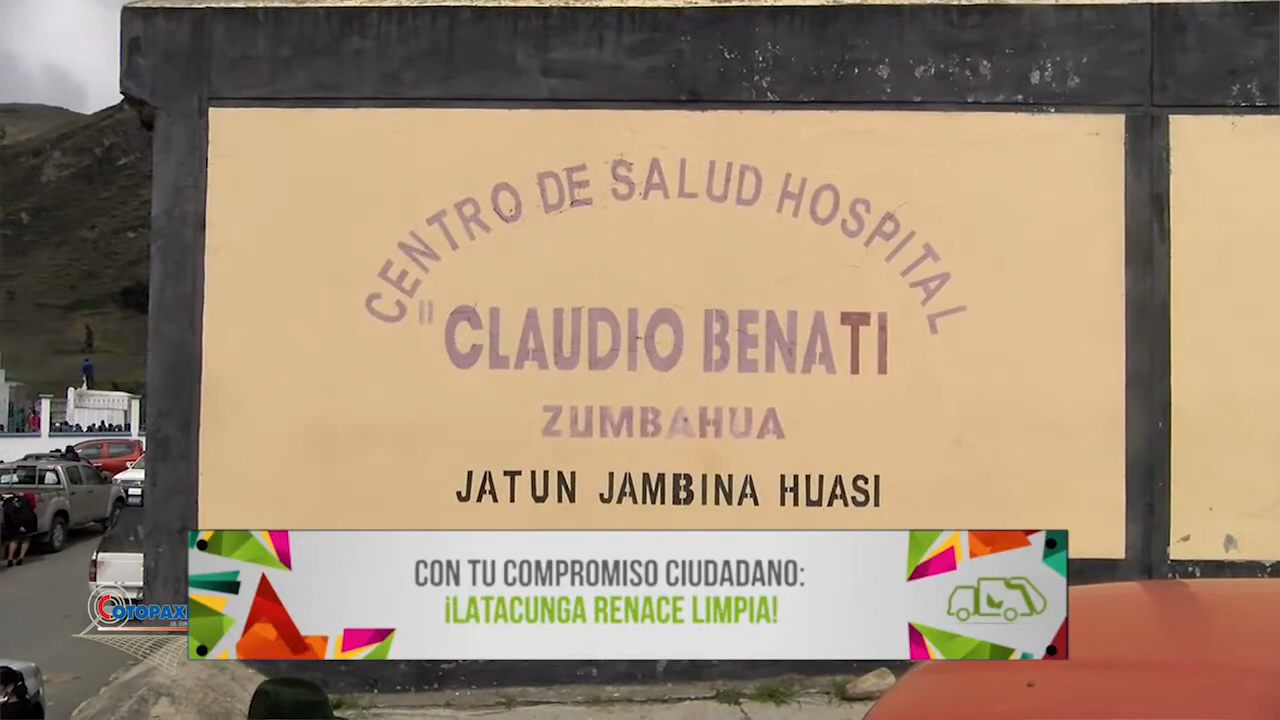 CENTRO DE SALUD HOSPITAL
"CLAUDIO BENATI
ZUMBAHUA
JATUN JAMBINA HUASI
CON TU COMPROMISO CIUDADANO:
¡LATACUNGA RENACE LIMPIA!
COTOPAXI